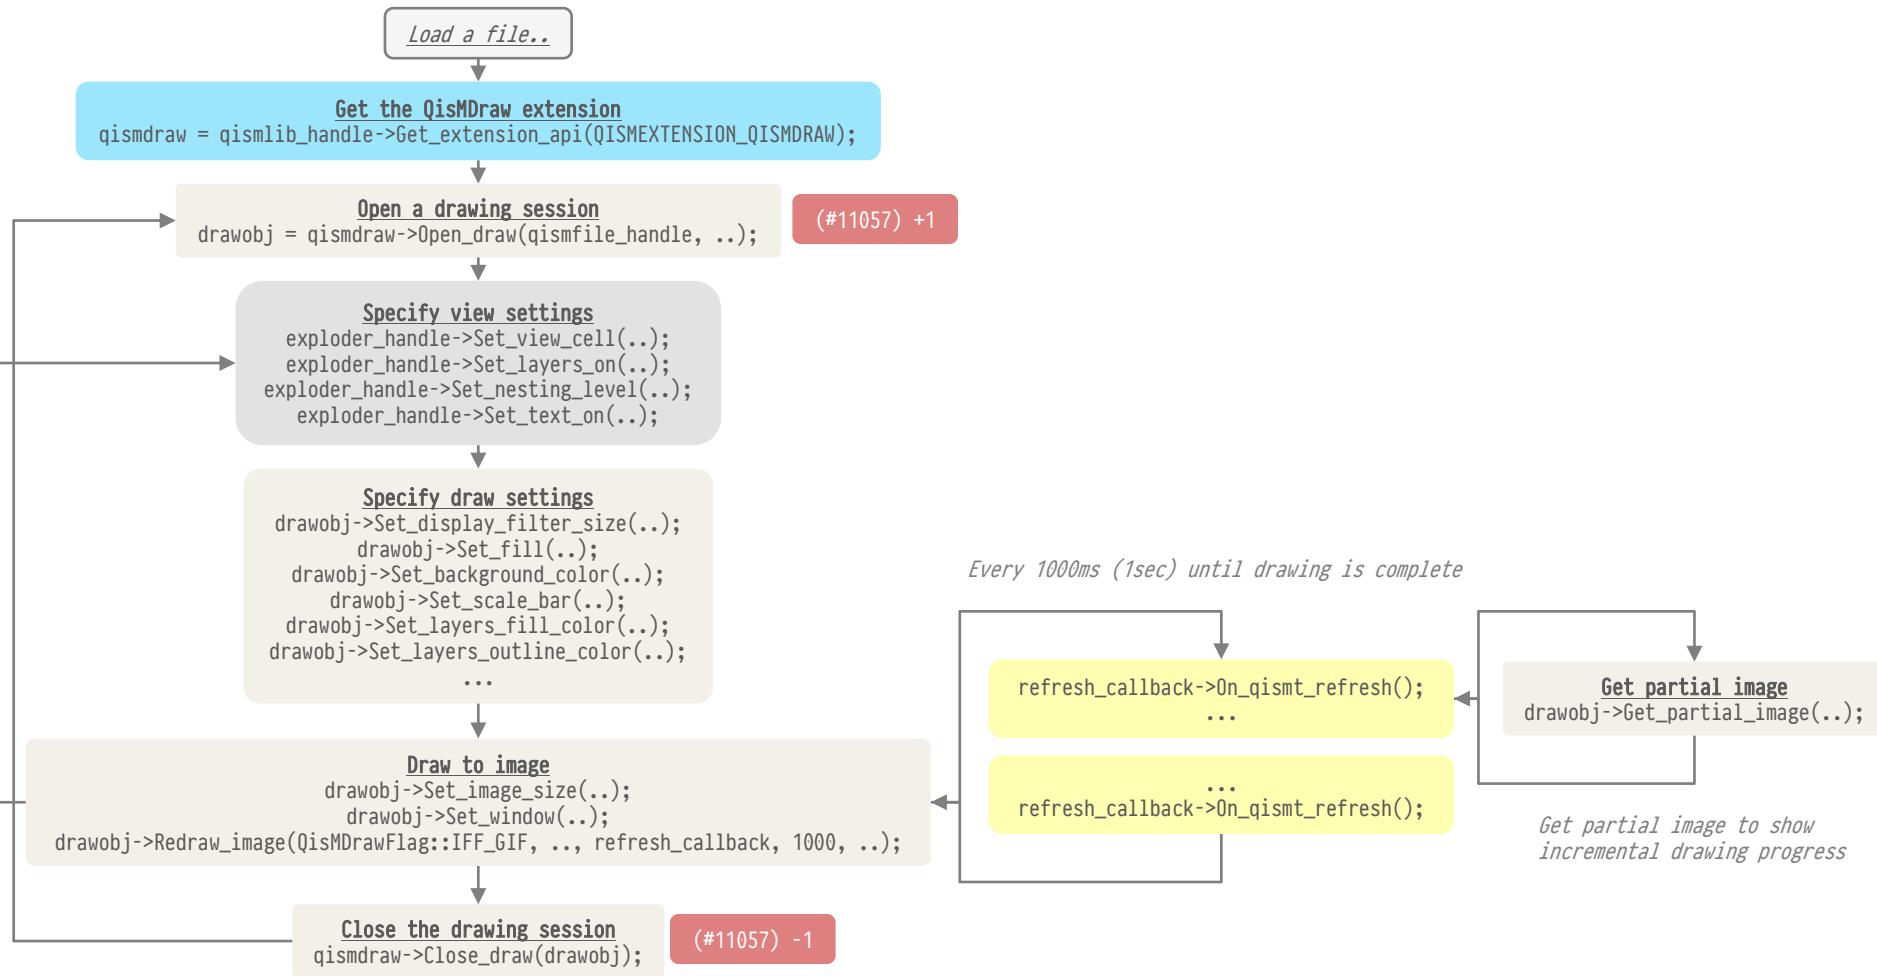 Load a file..
Get the QisMDraw extension
qismdraw = qismlib_handle->Get_extension_api(QISMEXTENSION_QISMDRAW);
Open a drawing session
drawobj = qismdraw->Open_draw(qismfile_handle, ..);
(#11057) +1
Specify view settings
exploder_handle->Set_view_cell(..);
exploder_handle->Set_layers_on(..);
exploder_handle->Set_nesting_level(..);
exploder_handle->Set_text_on(..);
Specify draw settings
drawobj->Set_display_filter_size(..);
drawobj->Set_fill(..);
drawobj->Set_background_color(..);
drawobj->Set_scale_bar(..);
drawobj->Set_layers_fill_color(..);
drawobj->Set_layers_outline_color(..);
...
Draw to image
drawobj->Set_image_size(..);
drawobj->Set_window(..);
drawobj->Redraw_image(QisMDrawFlag::IFF_GIF, .., refresh_callback, 1000, ..);
Every 1000ms (1sec) until drawing is complete
refresh_callback->On_qismt_refresh();
...
...
refresh_callback->On_qismt_refresh();
Get partial image
drawobj->Get_partial_image(..);
Get partial image to show
incremental drawing progress
Close the drawing session
qismdraw->Close_draw(drawobj);
(#11057) -1